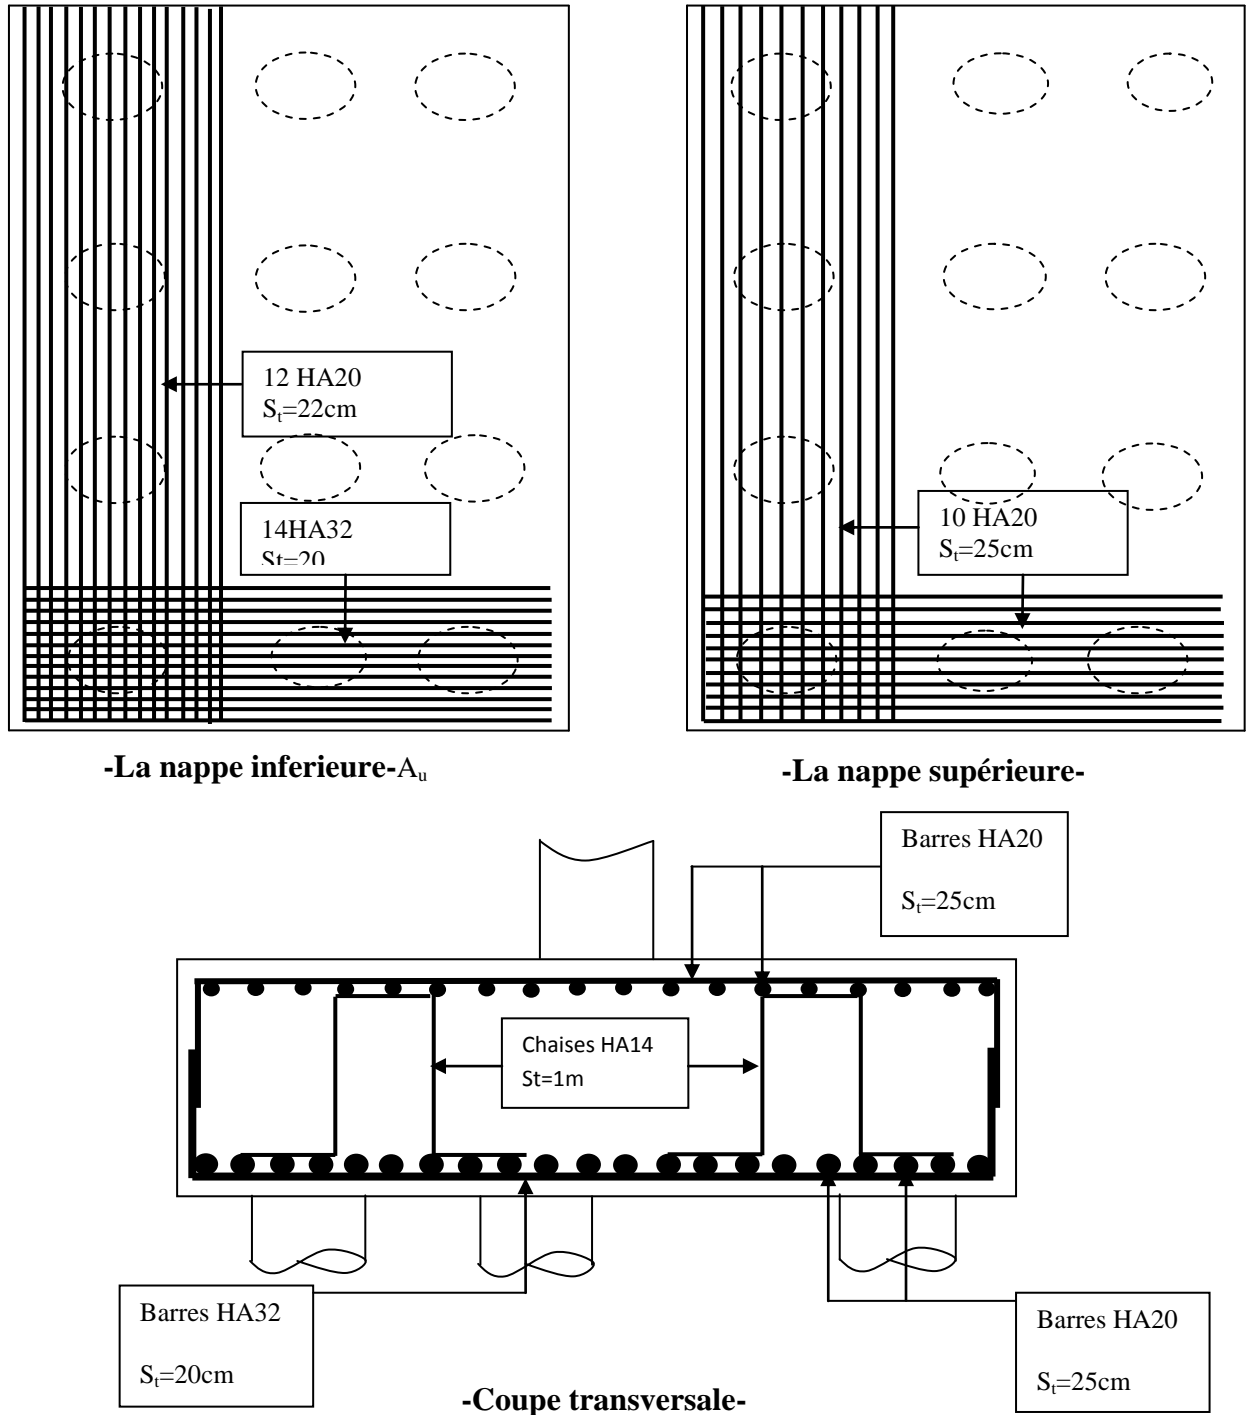 12 HA20
St=22cm
14HA32
St=20
10 HA20
St=25cm
-La nappe inferieure-Au
-La nappe supérieure-
Barres HA20
St=25cm
Chaises HA14
St=1m
Barres HA32
St=20cm
Barres HA20
St=25cm
-Coupe transversale-